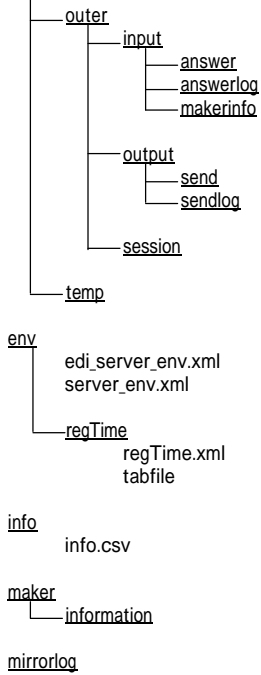 outer
input
answer
answerlog
makerinfo
output
send
sendlog
session
temp
env
edi_server_env.xml
server_env.xml
regTime
regTime.xml
tabfile
info
info.csv
maker
information
mirrorlog